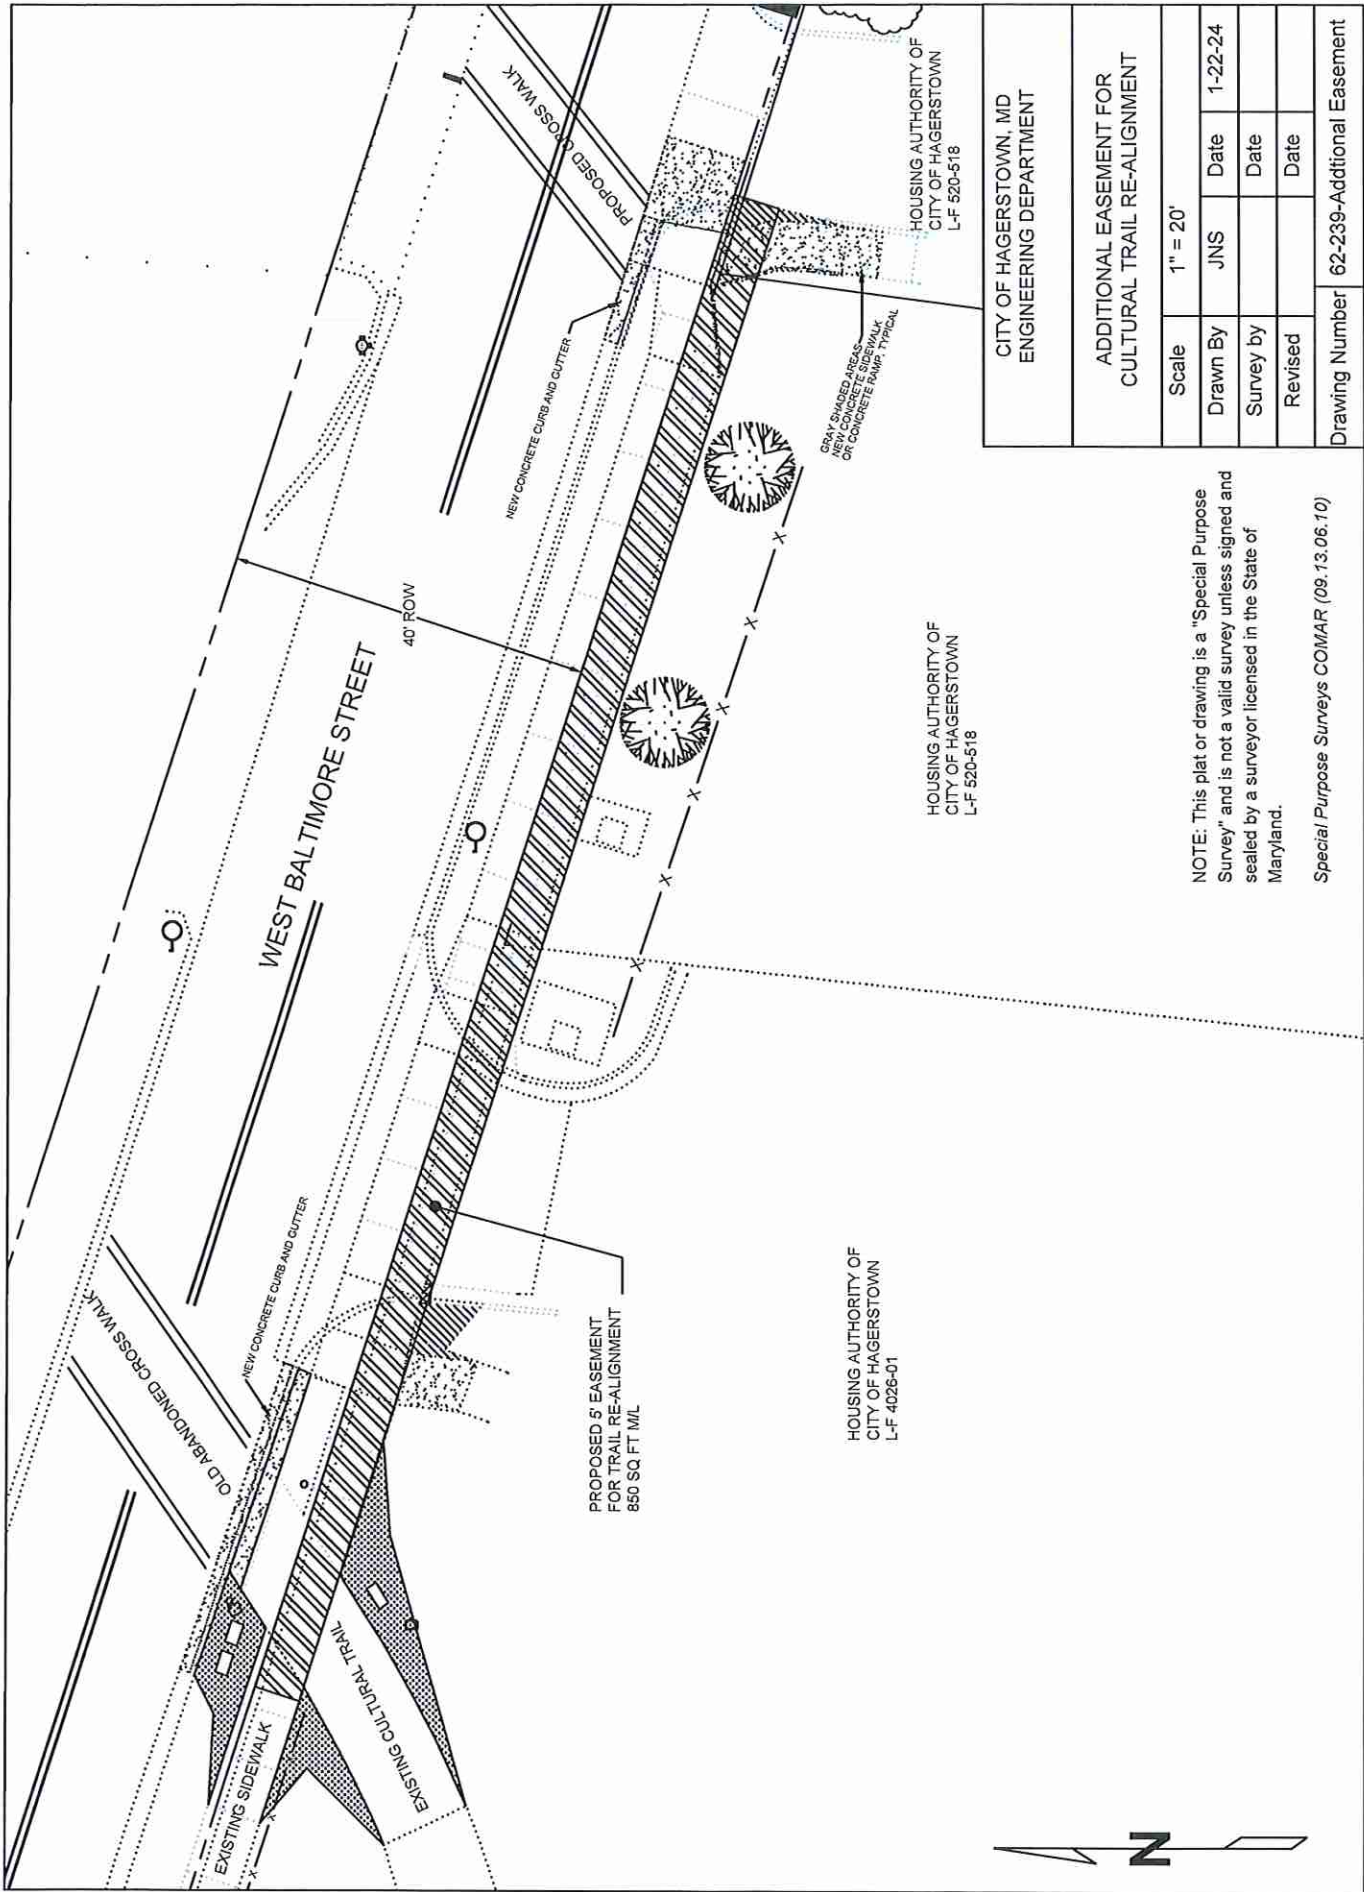 OLD ABANDONED CROSS WALK
NEW CONCRETE CURB AND GUTTER
EXISTING SIDEWALK
EXISTING CULTURAL TRAIL
WEST BALTIMORE STREET
40' ROW
NEW CONCRETE CURB AND GUTTER
PROPOSED CROSS WALK
PROPOSED 5' EASEMENT
FOR TRAIL RE-ALIGNMENT
850 SQ FT M/L
GRAY SHADED AREAS
NEW CONCRETE SIDEWALK
OR CONCRETE RAMP, TYPICAL
HOUSING AUTHORITY OF
CITY OF HAGERSTOWN
L-F 4026-01
HOUSING AUTHORITY OF
CITY OF HAGERSTOWN
L-F 520-518
HOUSING AUTHORITY OF
CITY OF HAGERSTOWN
L-F 520-518
N
NOTE: This plat or drawing is a "Special Purpose
Survey" and is not a valid survey unless signed and
sealed by a surveyor licensed in the State of
Maryland.
Special Purpose Surveys COMAR (09.13.06.10)
CITY OF HAGERSTOWN, MD
ENGINEERING DEPARTMENT
ADDITIONAL EASEMENT FOR
CULTURAL TRAIL RE-ALIGNMENT
Scale 1" = 20'
Drawn By JNS Date 1-22-24
Survey by Date
Revised Date
Drawing Number 62-239-Addtional Easement